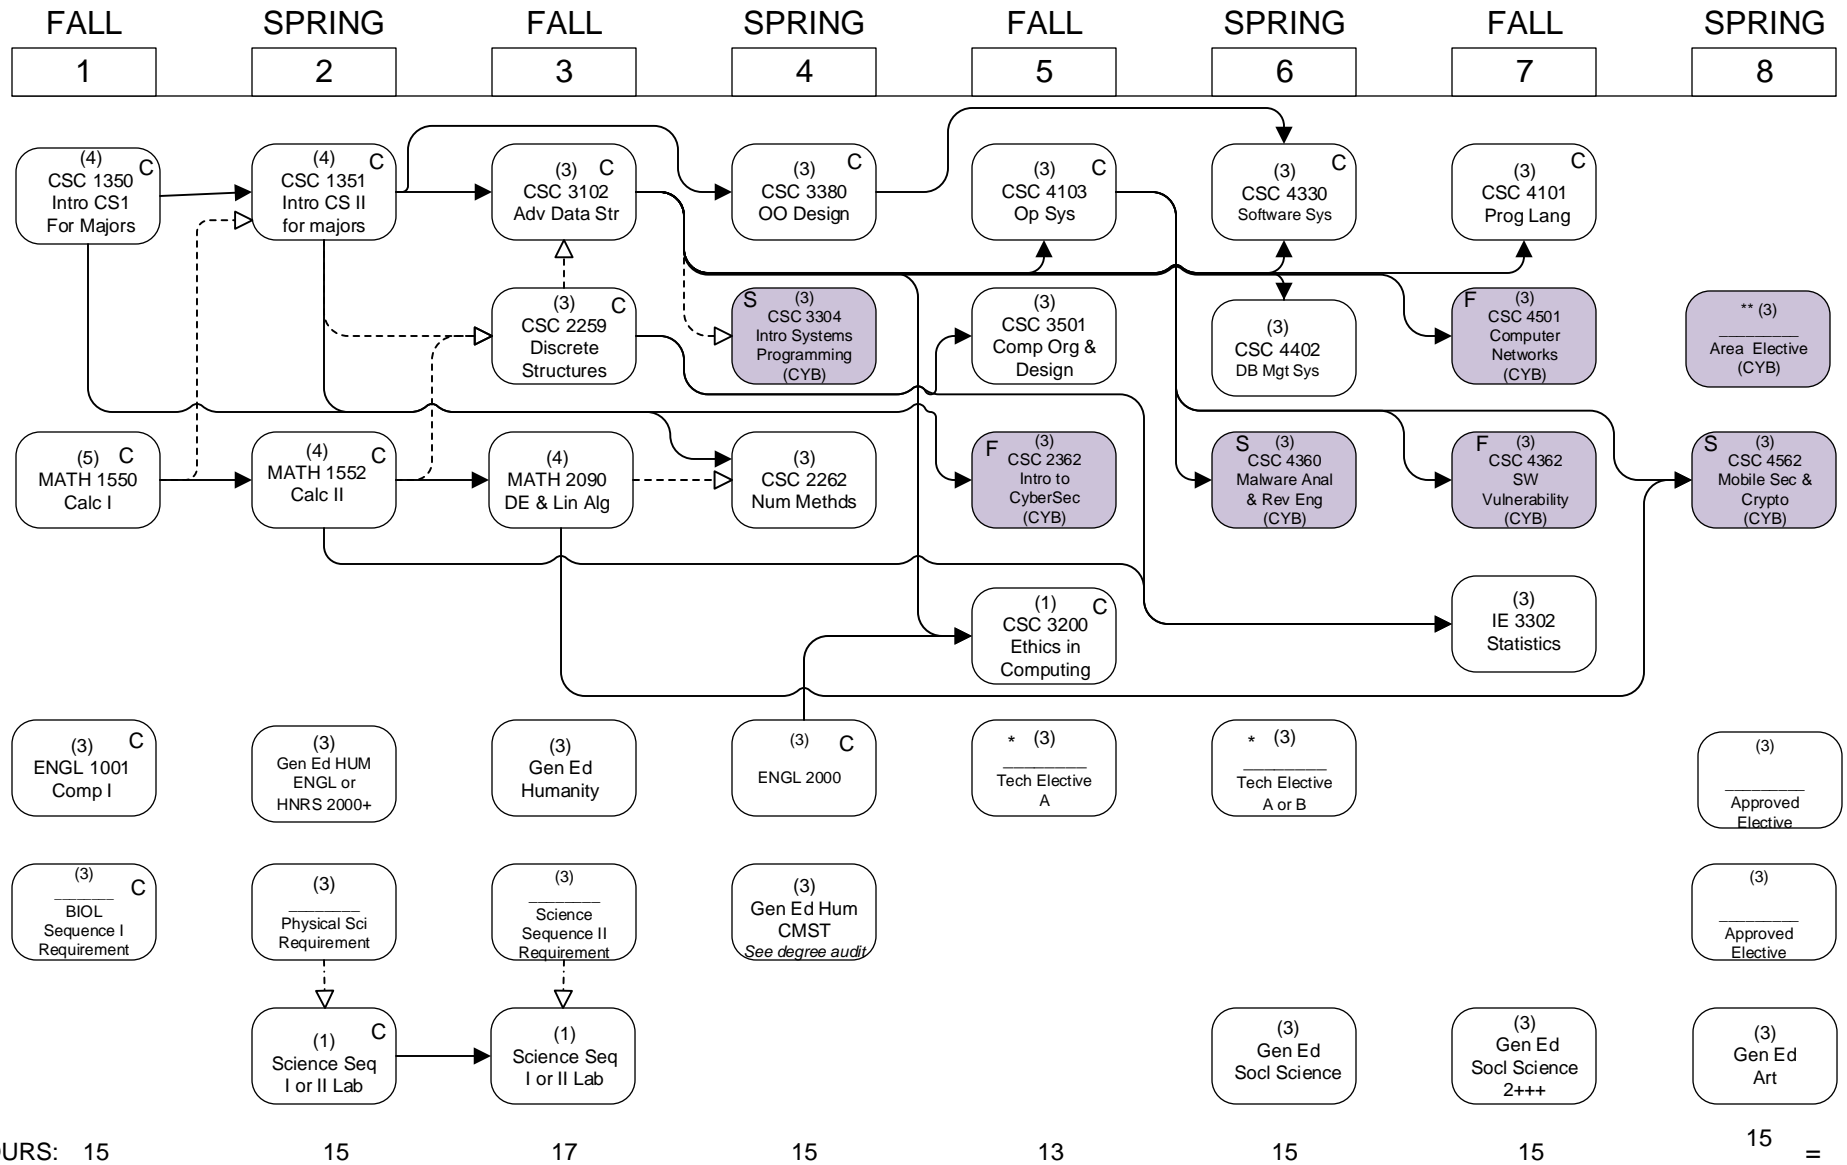 FALL
SPRING
FALL
SPRING
FALL
SPRING
FALL
SPRING
1
2
3
4
5
6
7
8
(4)
C
CSC 1350
Intro CS1
For Majors
(4)
C
CSC 1351
Intro CS II
for majors
(3)
C
CSC 3102
Adv Data Str
(3)
C
CSC 3380
OO Design
(3)
C
CSC 4103
Op Sys
(3)
C
CSC 4330
Software Sys
(3)
C
CSC 4101
Prog Lang
(3)
C
CSC 2259
Discrete
Structures
S
(3)
CSC 3304
Intro Systems
Programming
(CYB)
(3)
CSC 3501
Comp Org &
Design
(3)
CSC 4402
DB Mgt Sys
F
(3)
CSC 4501
Computer
Networks
(CYB)
** (3)
________
Area Elective
(CYB)
(5)
C
MATH 1550
Calc I
(4)
C
MATH 1552
Calc II
(4)
MATH 2090
DE & Lin Alg
(3)
CSC 2262
Num Methds
F
(3)
CSC 2362
Intro to
CyberSec
(CYB)
S
(3)
CSC 4360
Malware Anal
& Rev Eng
(CYB)
F
(3)
CSC 4362
SW
Vulnerability
(CYB)
S
(3)
CSC 4562
Mobile Sec &
Crypto
(CYB)
(1)
C
CSC 3200
Ethics in
Computing
(3)
IE 3302
Statistics
(3)
C
ENGL 1001
Comp I
(3)
Gen Ed HUM
ENGL or
HNRS 2000+
(3)
Gen Ed
Humanity
(3)
C
ENGL 2000
* (3)
________
Tech Elective
A
* (3)
________
Tech Elective
A or B
(3)
________
Approved
Elective
(3)
C
______
BIOL
Sequence I
Requirement
(3)
_______
Physical Sci
Requirement
(3)
_______
Science
Sequence II
Requirement
(3)
Gen Ed Hum
CMST
See degree audit
(3)
________
Approved
Elective
(1)
C
Science Seq
I or II Lab
(1)
Science Seq
I or II Lab
(3)
Gen Ed
Socl Science
(3)
Gen Ed
Socl Science
2+++
(3)
Gen Ed
Art
OURS: 15 15 17 15 13 15 15 15 =